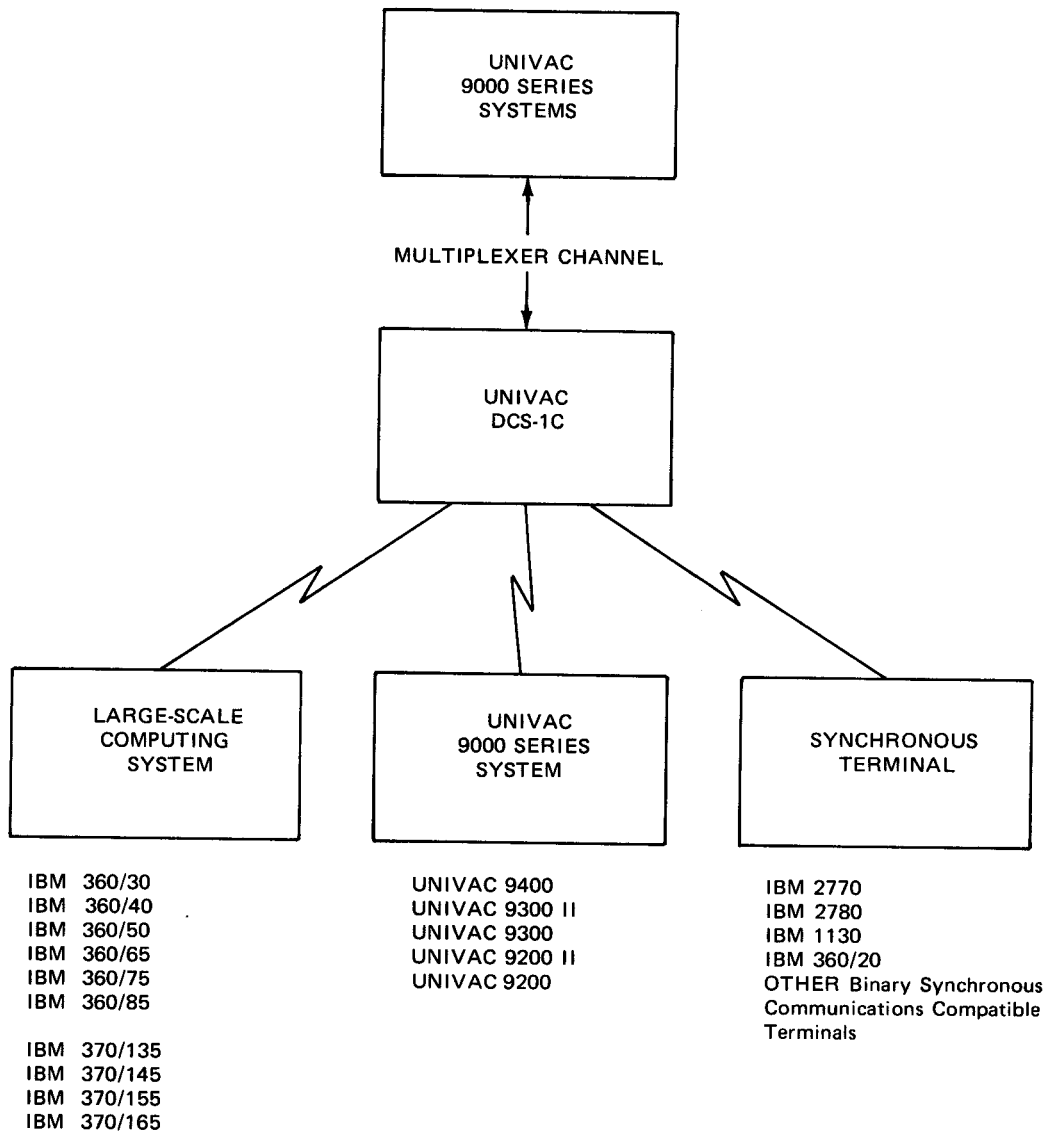 UNIVAC
9000 SERIES
SYSTEMS
MULTIPLEXER CHANNEL
UNIVAC
DCS-1C
LARGE-SCALE
COMPUTING
SYSTEM
UNIVAC
9000 SERIES
SYSTEM
SYNCHRONOUS
TERMINAL
IBM 360/30
IBM 360/40
IBM 360/50
IBM 360/65
IBM 360/75
IBM 360/85
IBM 370/135
IBM 370/145
IBM 370/155
IBM 370/165
UNIVAC 9400
UNIVAC 9300 II
UNIVAC 9300
UNIVAC 9200 II
UNIVAC 9200
IBM 2770
IBM 2780
IBM 1130
IBM 360/20
OTHER Binary Synchronous
Communications Compatible
Terminals